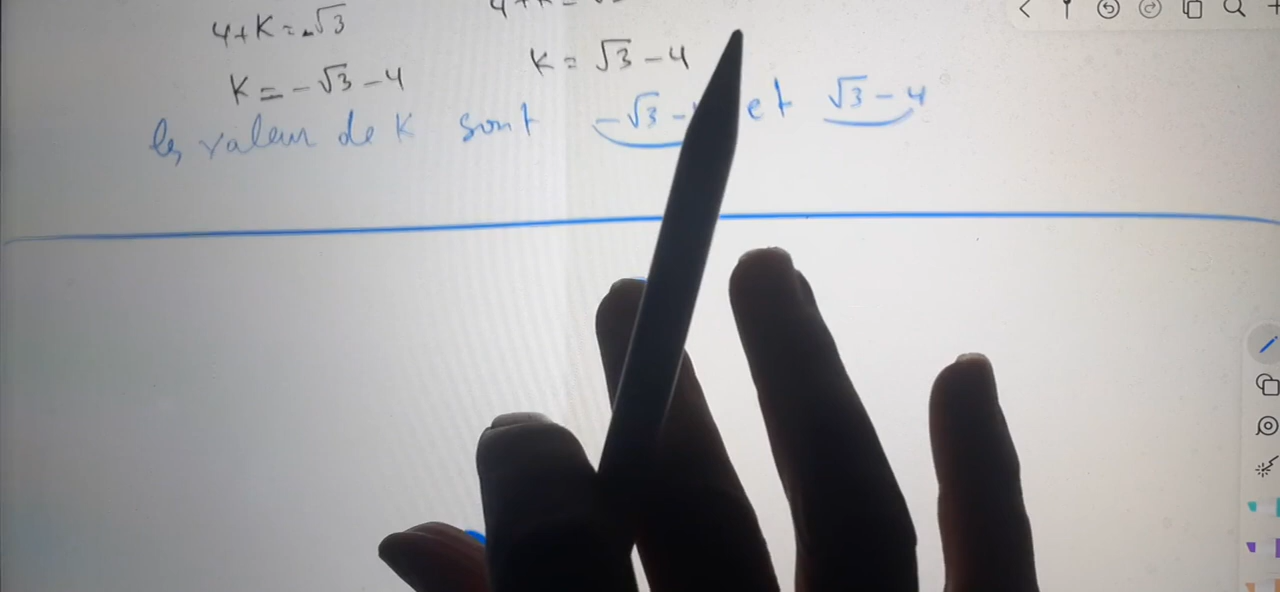 4+K=-√3
K=-√3-4
K=√3-4
les valeur de K sont -√3- et √3-4